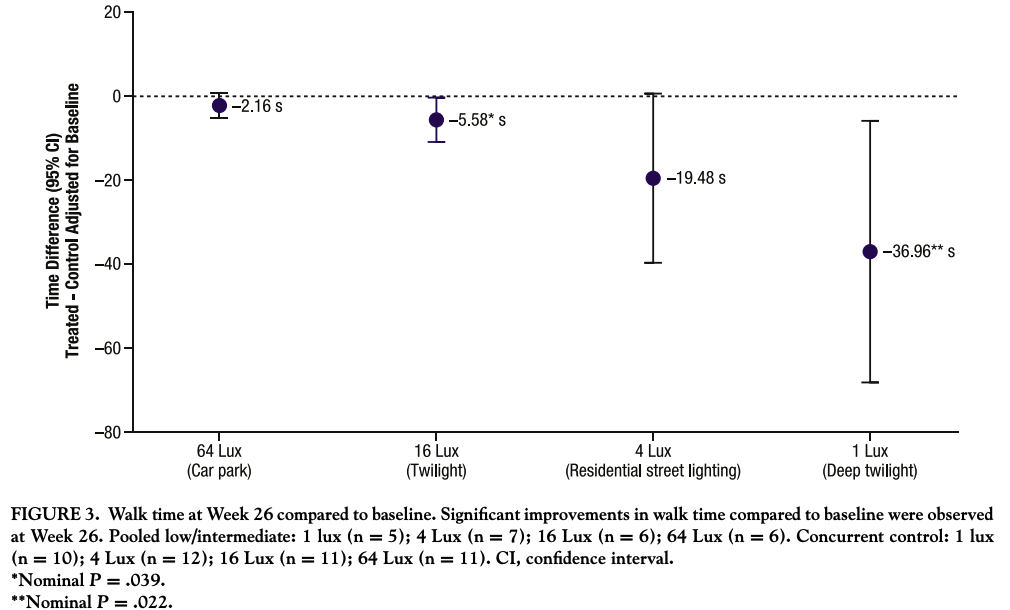 20
0
−20
−40
−60
−80
Time Difference (95% CI)
Treated - Control Adjusted for Baseline
−2.16 s
−5.58* s
−19.48 s
−36.96** s
64 Lux
(Car park)
16 Lux
(Twilight)
4 Lux
(Residential street lighting)
1 Lux
(Deep twilight)
FIGURE 3. Walk time at Week 26 compared to baseline. Significant improvements in walk time compared to baseline were observed
at Week 26. Pooled low/intermediate: 1 lux (n = 5); 4 Lux (n = 7); 16 Lux (n = 6); 64 Lux (n = 6). Concurrent control: 1 lux
(n = 10); 4 Lux (n = 12); 16 Lux (n = 11); 64 Lux (n = 11). CI, confidence interval.
*Nominal P = .039.
**Nominal P = .022.